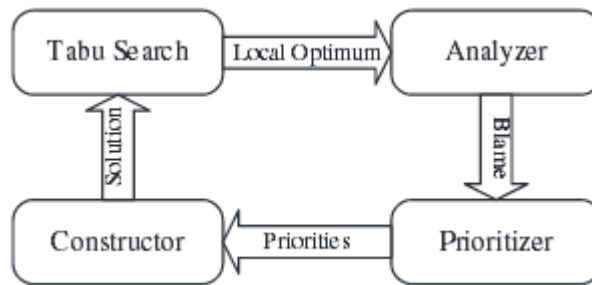 Tabu Search
Local Optimum
Analyzer
Solution
Blame
Constructor
Priorities
Prioritizer